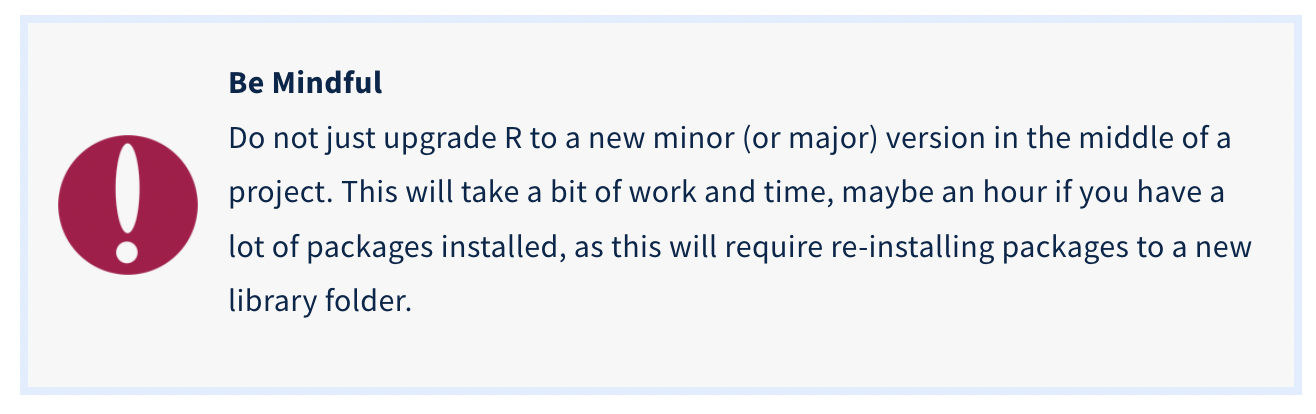 Be Mindful
Do not just upgrade R to a new minor (or major) version in the middle of a
project. This will take a bit of work and time, maybe an hour if you have a
lot of packages installed, as this will require re-installing packages to a new
library folder.